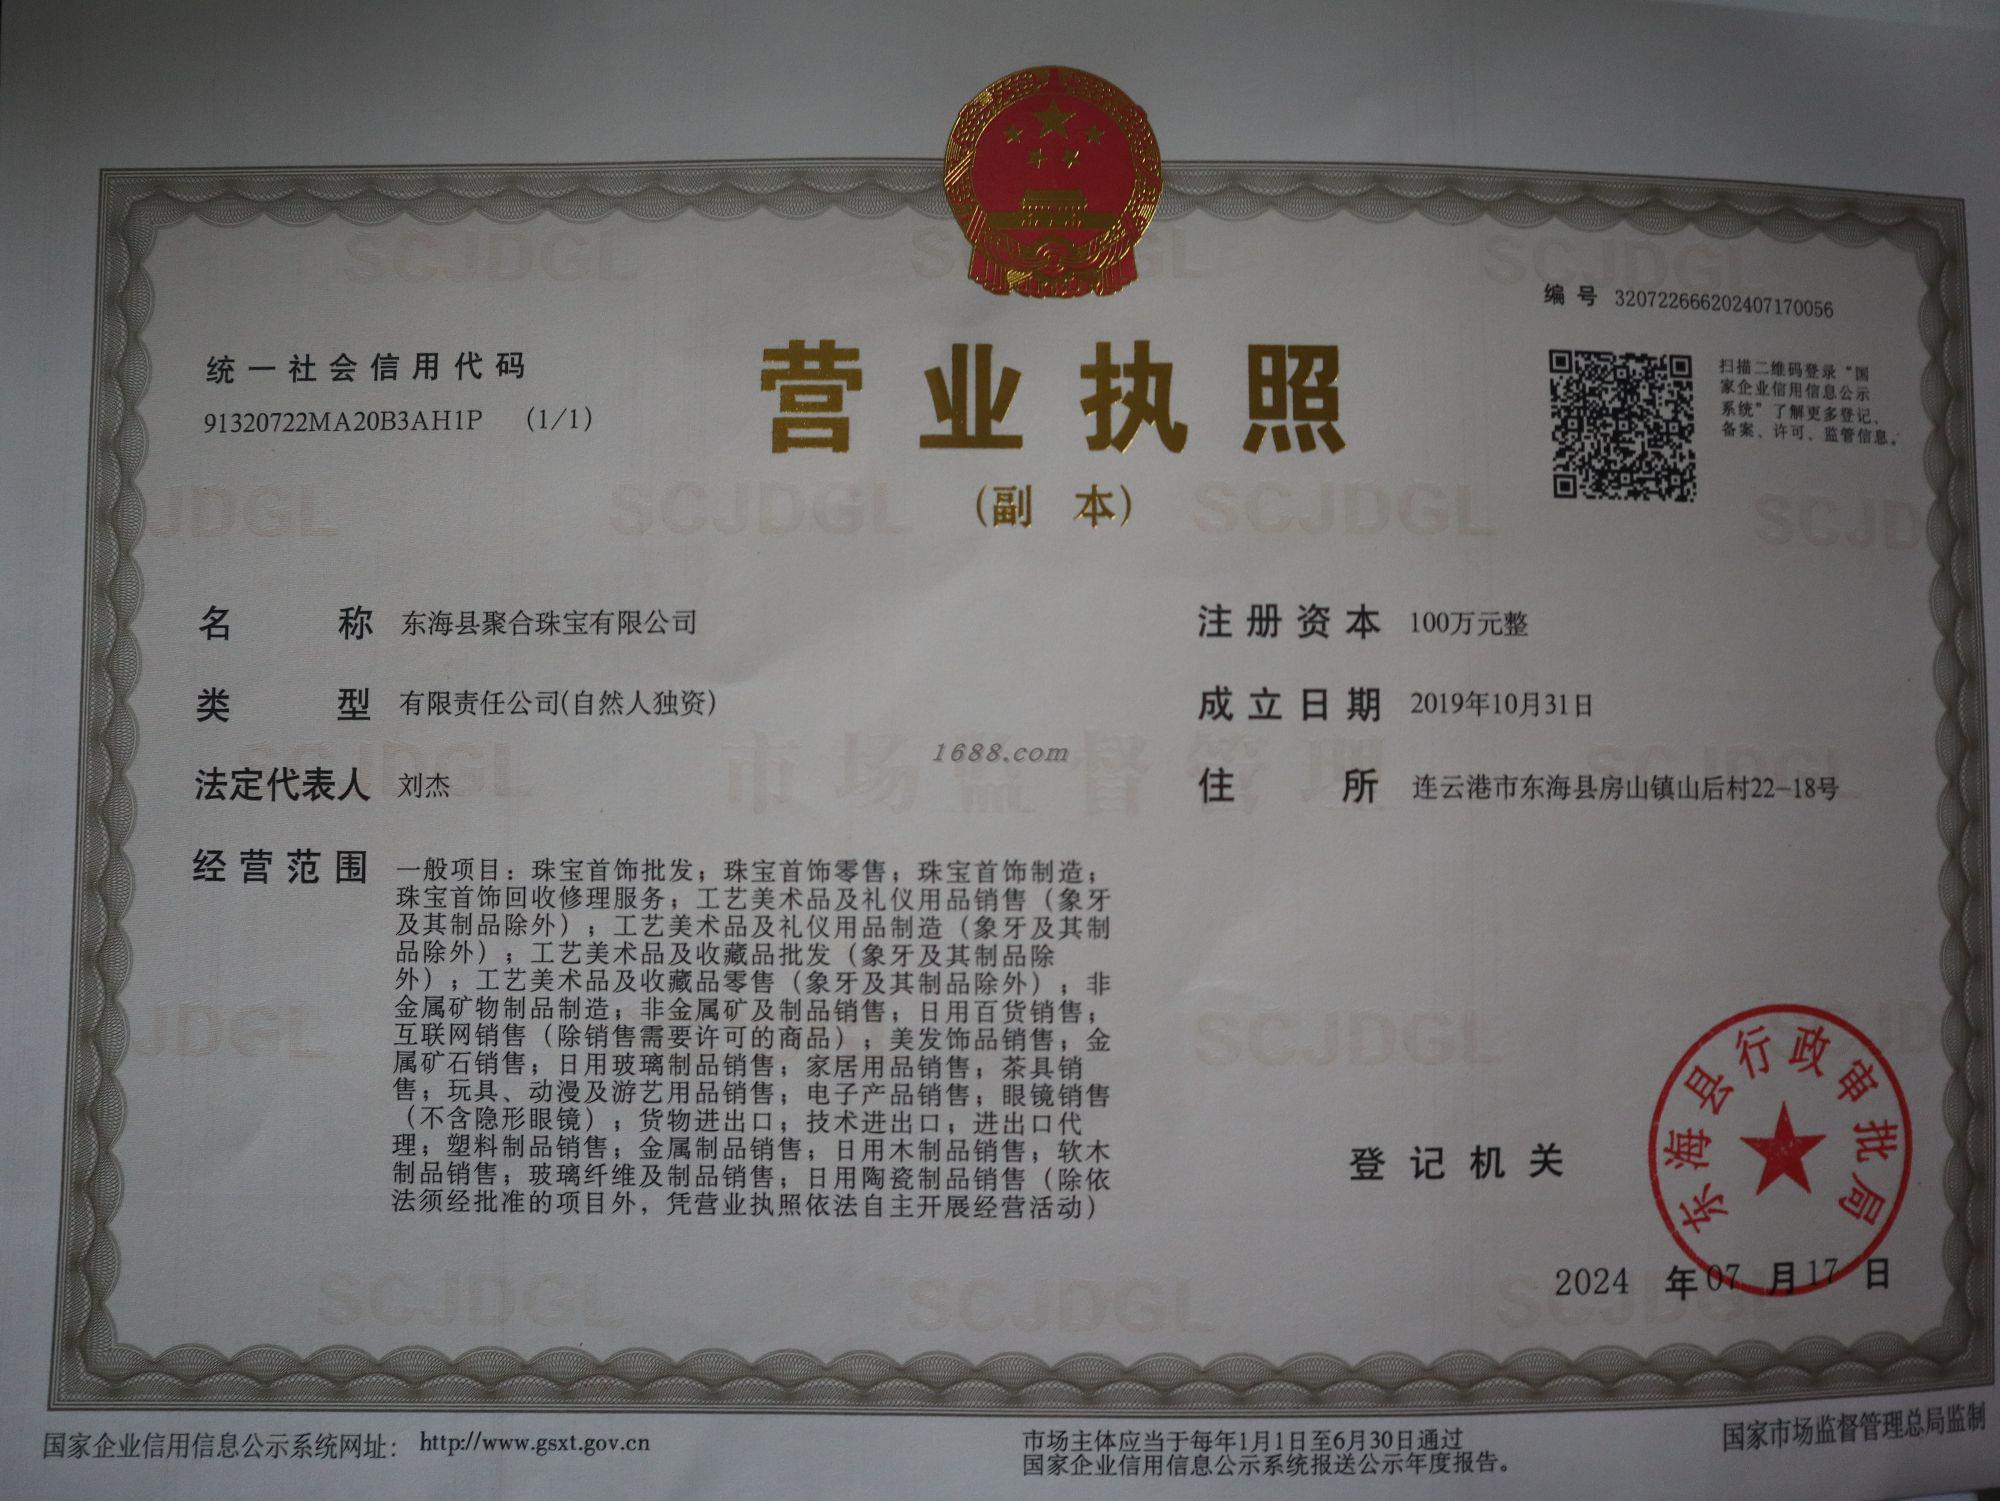 编号 320722666202407170056
统一社会信用代码
91320722MA20B3AH1P （1/1）
营业执照
（副 本）
扫描二维码登录“国
家企业信用信息公示
系统”了解更多登记、
备案、许可、监管信息。
名称 东海县聚合珠宝有限公司
注册资本 100万元整
类型 有限责任公司(自然人独资)
成立日期 2019年10月31日
法定代表人 刘杰
住所 连云港市东海县房山镇山后村22-18号
1688.com
市场监督管理
经营范围 一般项目：珠宝首饰批发；珠宝首饰零售；珠宝首饰制造；
珠宝首饰回收修理服务；工艺美术品及礼仪用品销售（象牙
及其制品除外）；工艺美术品及礼仪用品制造（象牙及其制
品除外）；工艺美术品及收藏品批发（象牙及其制品除
外）；工艺美术品及收藏品零售（象牙及其制品除外）；非
金属矿物制品制造；非金属矿及制品销售；日用百货销售；
互联网销售（除销售需要许可的商品）；美发饰品销售；金
属矿石销售；日用玻璃制品销售；家居用品销售；茶具销
售；玩具、动漫及游艺用品销售；电子产品销售；眼镜销售
（不含隐形眼镜）；货物进出口；技术进出口；进出口代
理；塑料制品销售；金属制品销售；日用木制品销售；软木
制品销售；玻璃纤维及制品销售；日用陶瓷制品销售（除依
法须经批准的项目外，凭营业执照依法自主开展经营活动）
登记机关
东海县行政审批局
2024 年 07 月 17 日
国家企业信用信息公示系统网址： http://www.gsxt.gov.cn
市场主体应当于每年1月1日至6月30日通过
国家企业信用信息公示系统报送公示年度报告。
国家市场监督管理总局监制
SCJDGL